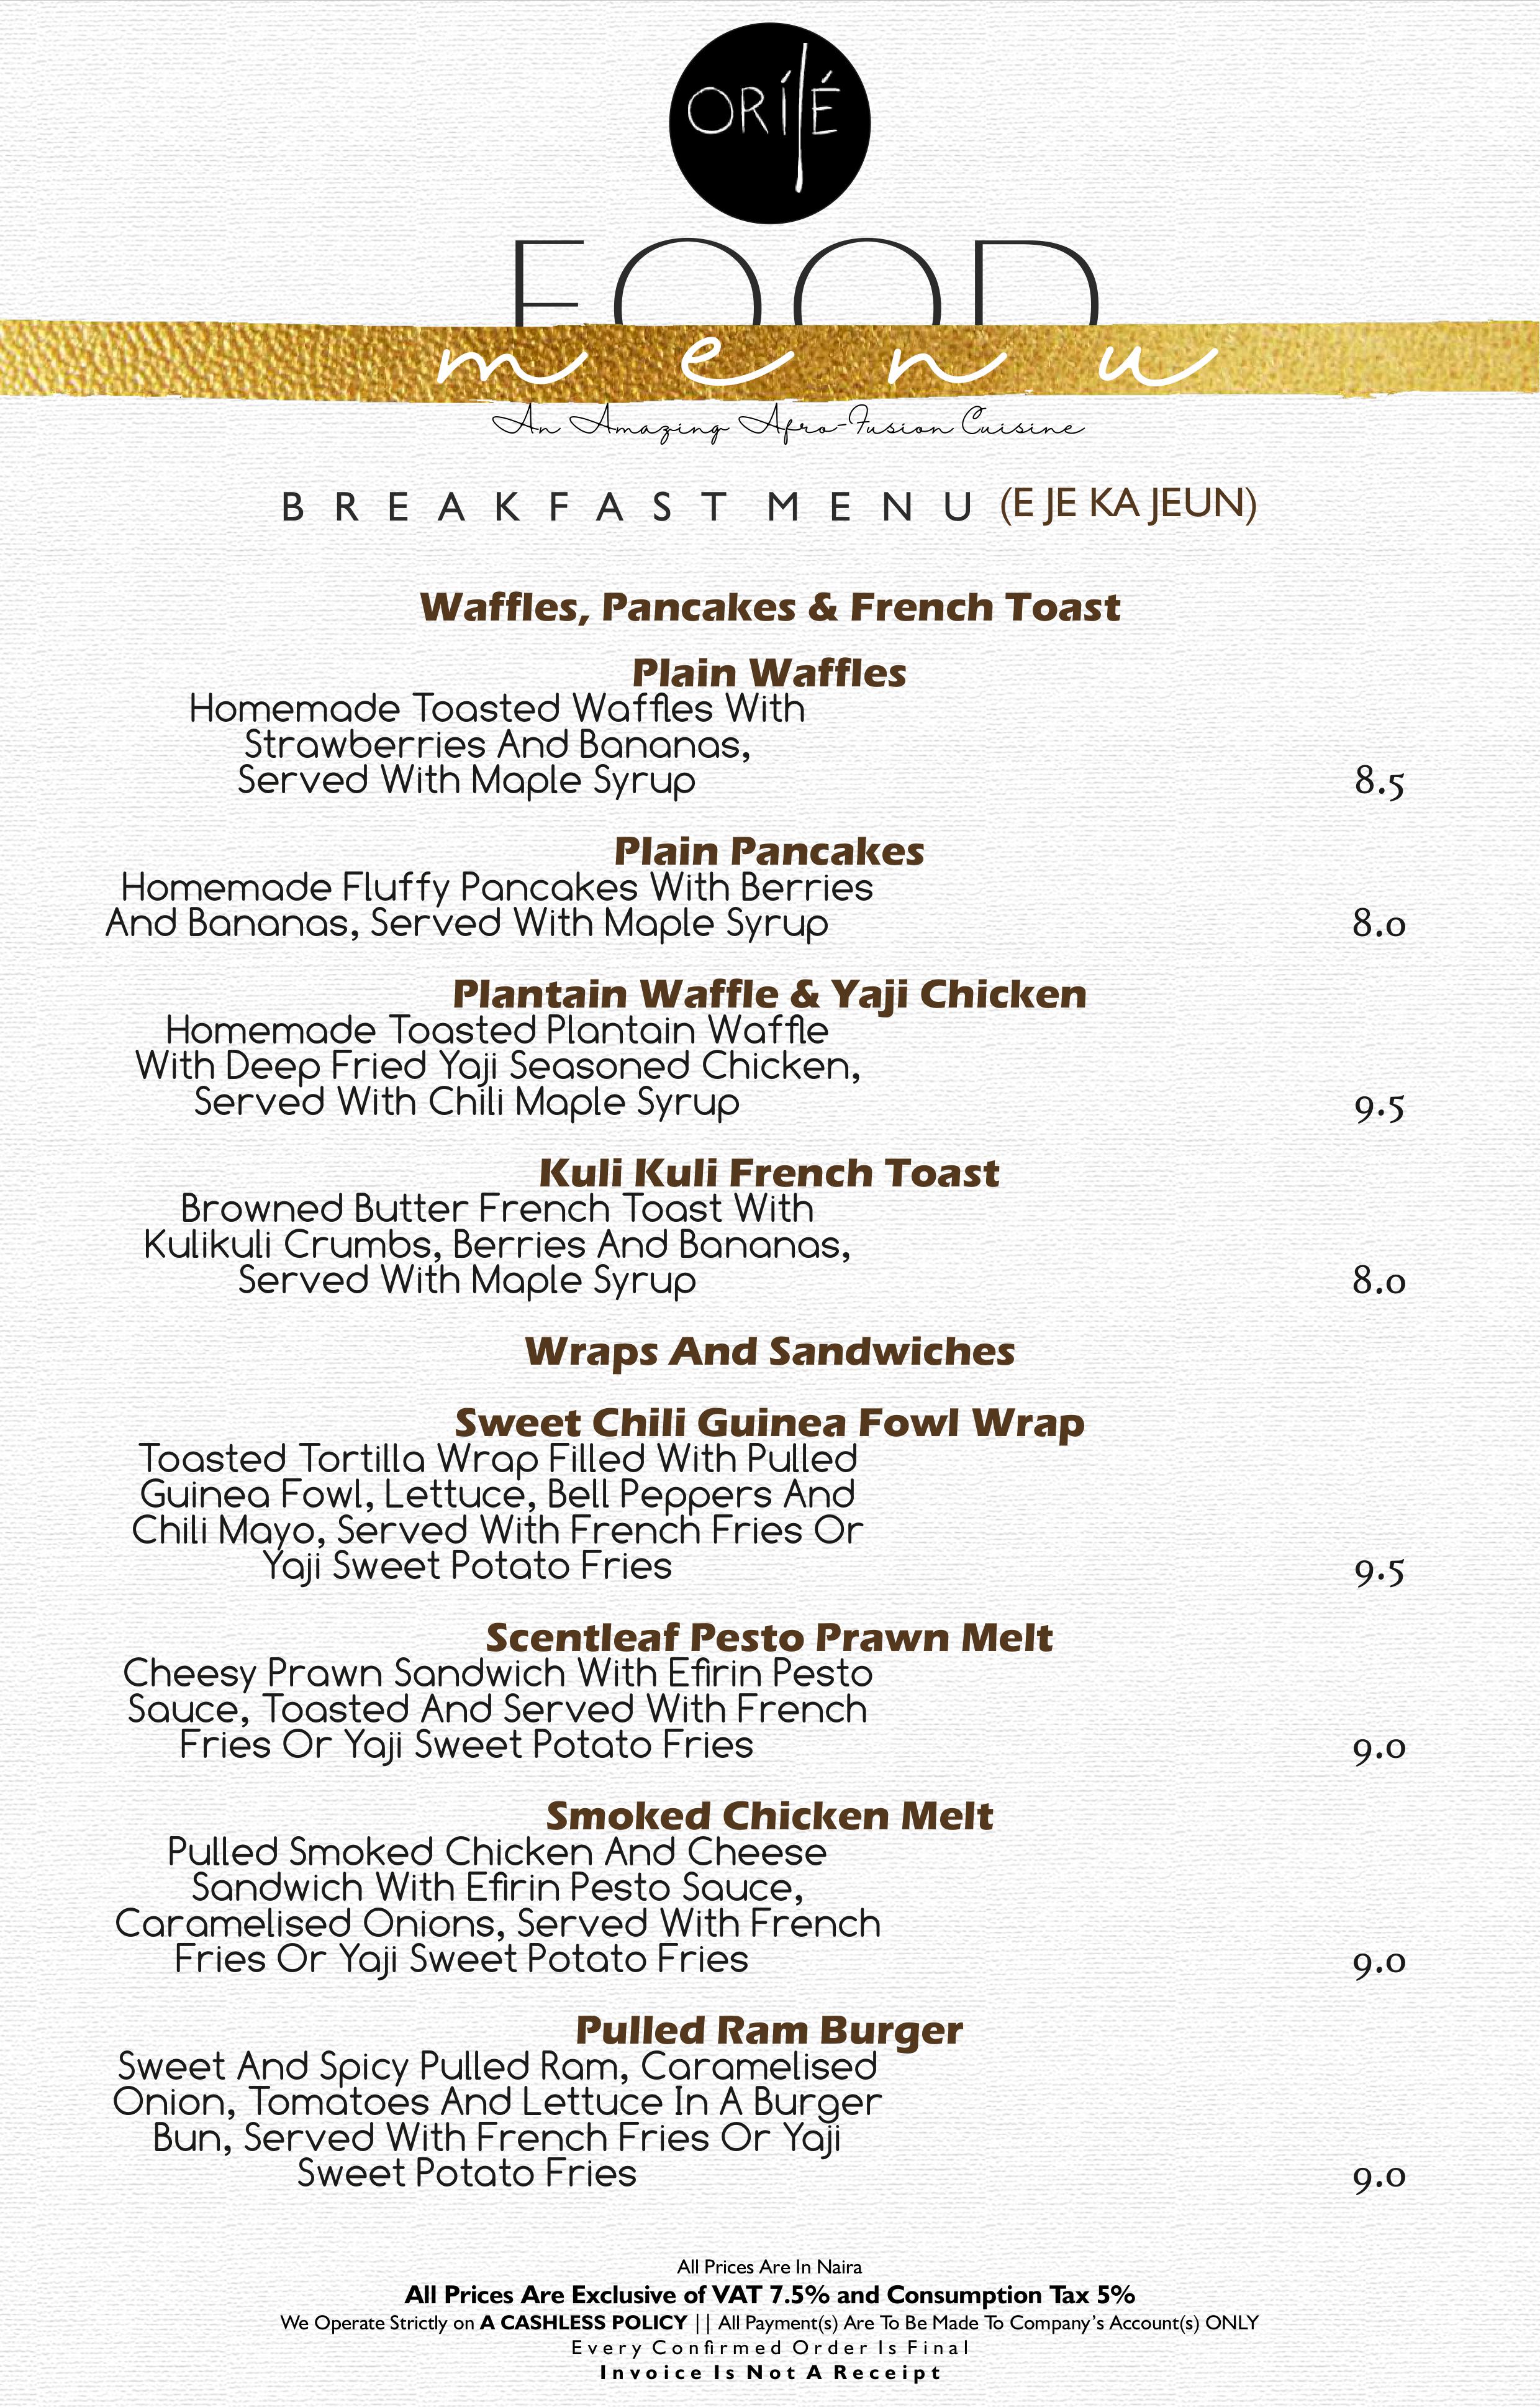 ORÍLÉ
FOOD
menu
An Amazing Afro-Fusion Cuisine
BREAKFAST MENU (E JE KA JEUN)
Waffles, Pancakes & French Toast
Plain Waffles
Homemade Toasted Waffles With
Strawberries And Bananas,
Served With Maple Syrup 8.5
Plain Pancakes
Homemade Fluffy Pancakes With Berries
And Bananas, Served With Maple Syrup 8.0
Plantain Waffle & Yaji Chicken
Homemade Toasted Plantain Waffle
With Deep Fried Yaji Seasoned Chicken,
Served With Chili Maple Syrup 9.5
Kuli Kuli French Toast
Browned Butter French Toast With
Kulikuli Crumbs, Berries And Bananas,
Served With Maple Syrup 8.0
Wraps And Sandwiches
Sweet Chili Guinea Fowl Wrap
Toasted Tortilla Wrap Filled With Pulled
Guinea Fowl, Lettuce, Bell Peppers And
Chili Mayo, Served With French Fries Or
Yaji Sweet Potato Fries 9.5
Scentleaf Pesto Prawn Melt
Cheesy Prawn Sandwich With Efirin Pesto
Sauce, Toasted And Served With French
Fries Or Yaji Sweet Potato Fries 9.0
Smoked Chicken Melt
Pulled Smoked Chicken And Cheese
Sandwich With Efirin Pesto Sauce,
Caramelised Onions, Served With French
Fries Or Yaji Sweet Potato Fries 9.0
Pulled Ram Burger
Sweet And Spicy Pulled Ram, Caramelised
Onion, Tomatoes And Lettuce In A Burger
Bun, Served With French Fries Or Yaji
Sweet Potato Fries 9.0
All Prices Are In Naira
All Prices Are Exclusive of VAT 7.5% and Consumption Tax 5%
We Operate Strictly on A CASHLESS POLICY || All Payment(s) Are To Be Made To Company's Account(s) ONLY
Every Confirmed Order Is Final
Invoice Is Not A Receipt